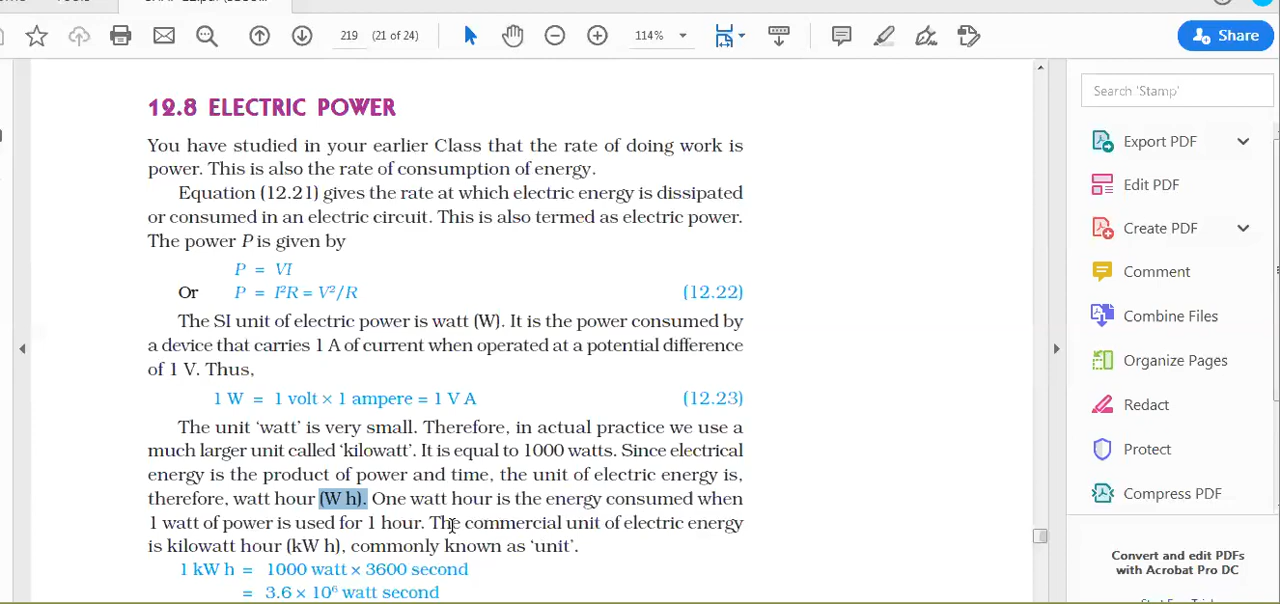 219 (21 of 24)
114%
Share
12.8 ELECTRIC POWER
You have studied in your earlier Class that the rate of doing work is
power. This is also the rate of consumption of energy.
Equation (12.21) gives the rate at which electric energy is dissipated
or consumed in an electric circuit. This is also termed as electric power.
The power P is given by
P = VI
Or P = I²R = V²/R (12.22)
The SI unit of electric power is watt (W). It is the power consumed by
a device that carries 1 A of current when operated at a potential difference
of 1 V. Thus,
1 W = 1 volt × 1 ampere = 1 V A (12.23)
The unit ‘watt’ is very small. Therefore, in actual practice we use a
much larger unit called ‘kilowatt’. It is equal to 1000 watts. Since electrical
energy is the product of power and time, the unit of electric energy is,
therefore, watt hour (W h). One watt hour is the energy consumed when
1 watt of power is used for 1 hour. The commercial unit of electric energy
is kilowatt hour (kW h), commonly known as ‘unit’.
1 kW h = 1000 watt × 3600 second
= 3.6 × 10⁶ watt second
Search 'Stamp'
Export PDF
Edit PDF
Create PDF
Comment
Combine Files
Organize Pages
Redact
Protect
Compress PDF
Convert and edit PDFs
with Acrobat Pro DC